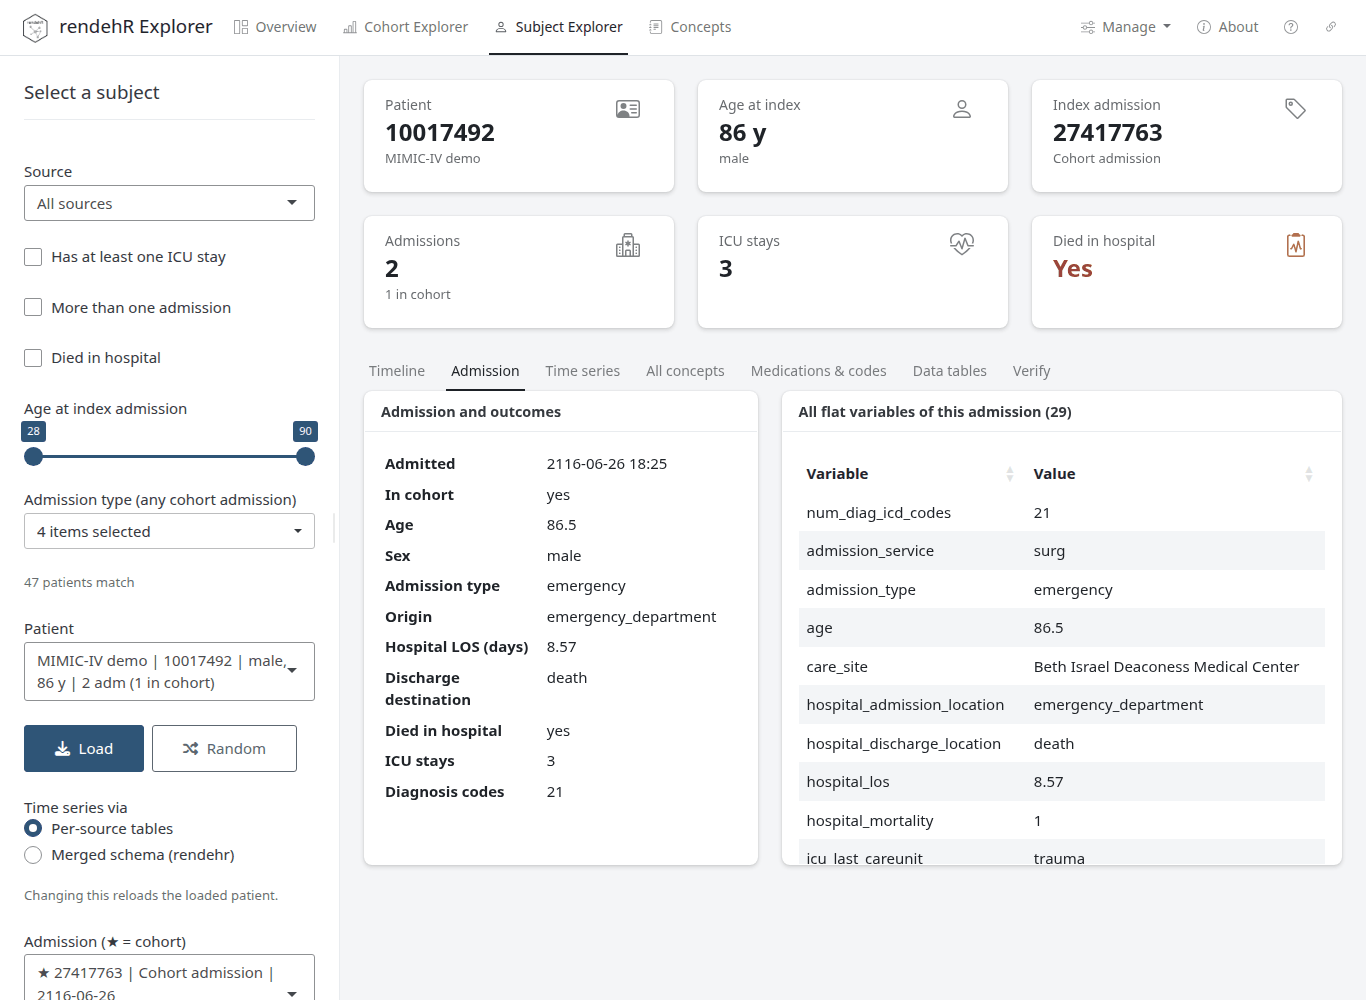 rendehR Explorer
Overview
Cohort Explorer
Subject Explorer
Concepts
Manage
About
Select a subject
Source
All sources
Has at least one ICU stay
More than one admission
Died in hospital
Age at index admission
28
90
Admission type (any cohort admission)
4 items selected
47 patients match
Patient
MIMIC-IV demo | 10017492 | male,
86 y | 2 adm (1 in cohort)
Load
Random
Time series via
Per-source tables
Merged schema (rendehr)
Changing this reloads the loaded patient.
Admission (★ = cohort)
★ 27417763 | Cohort admission |
2116-06-26
Patient
10017492
MIMIC-IV demo
Age at index
86 y
male
Index admission
27417763
Cohort admission
Admissions
2
1 in cohort
ICU stays
3
Died in hospital
Yes
Timeline
Admission
Time series
All concepts
Medications & codes
Data tables
Verify
Admission and outcomes
Admitted 2116-06-26 18:25
In cohort yes
Age 86.5
Sex male
Admission type emergency
Origin emergency_department
Hospital LOS (days) 8.57
Discharge death
destination
Died in hospital yes
ICU stays 3
Diagnosis codes 21
All flat variables of this admission (29)
Variable Value
num_diag_icd_codes 21
admission_service surg
admission_type emergency
age 86.5
care_site Beth Israel Deaconess Medical Center
hospital_admission_location emergency_department
hospital_discharge_location death
hospital_los 8.57
hospital_mortality 1
icu_last_careunit trauma